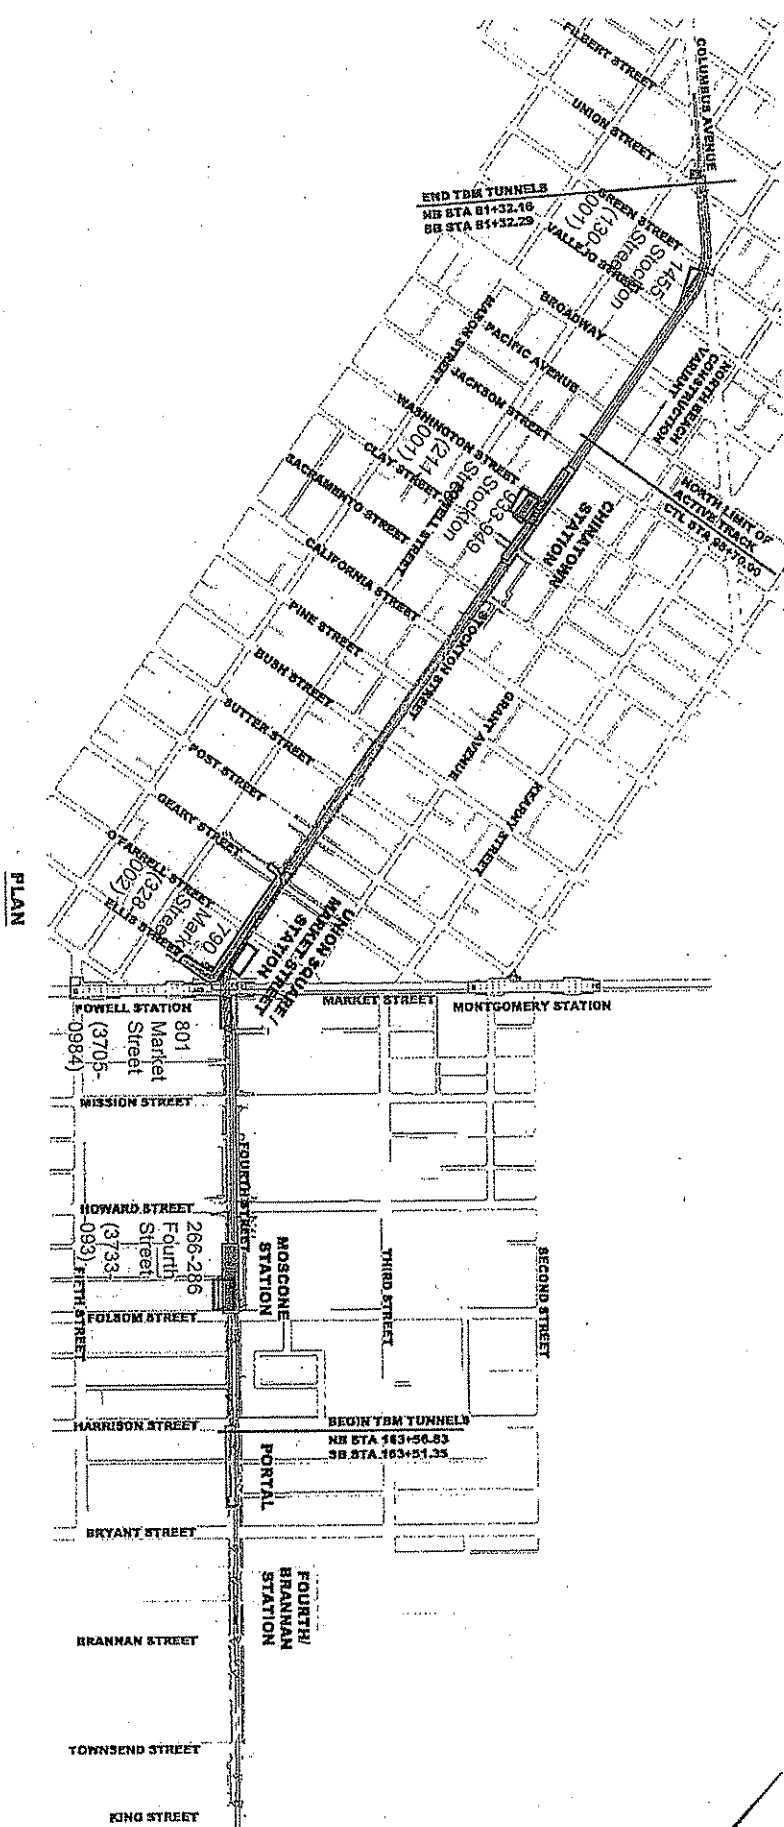 FILBERT STREET
COLUMBUS AVENUE
UNION STREET
END TBM TUNNELS
NB STA 81+32.16
SB STA 81+32.29
GREEN STREET
VALLEJO STREET
1455
Stockton
Street
(130-
001)
BROADWAY
MASON STREET
PACIFIC AVENUE
NORTH BEACH
CONSTRUCTION
VARIANT
JACKSON STREET
WASHINGTON STREET
NORTH LIMIT OF
ACTIVE TRACK
CTL STA 95+70.00
CLAY STREET
933-949
Stockton
Street
(211-
001)
POWELL STREET
CHINATOWN
STATION
SACRAMENTO STREET
CALIFORNIA STREET
STOCKTON STREET
PINE STREET
BUSH STREET
GRANT AVENUE
SUTTER STREET
KEARNY STREET
POST STREET
GEARY STREET
O'FARRELL STREET
ELLIS STREET
790
Market
Street
(328-
002)
UNION SQUARE /
MARKET STREET
STATION
PLAN
POWELL STATION
MARKET STREET
MONTGOMERY STATION
801
Market
Street
(3705-
0984)
MISSION STREET
FOURTH STREET
HOWARD STREET
266-286
Fourth
Street
(3733-
093)
MOSCONE
STATION
THIRD STREET
SECOND STREET
FIFTH STREET
FOLSOM STREET
HARRISON STREET
BEGIN TBM TUNNELS
NB STA 163+56.83
SB STA 163+51.35
PORTAL
BRYANT STREET
FOURTH/
BRANNAN
STATION
BRANNAN STREET
TOWNSEND STREET
KING STREET